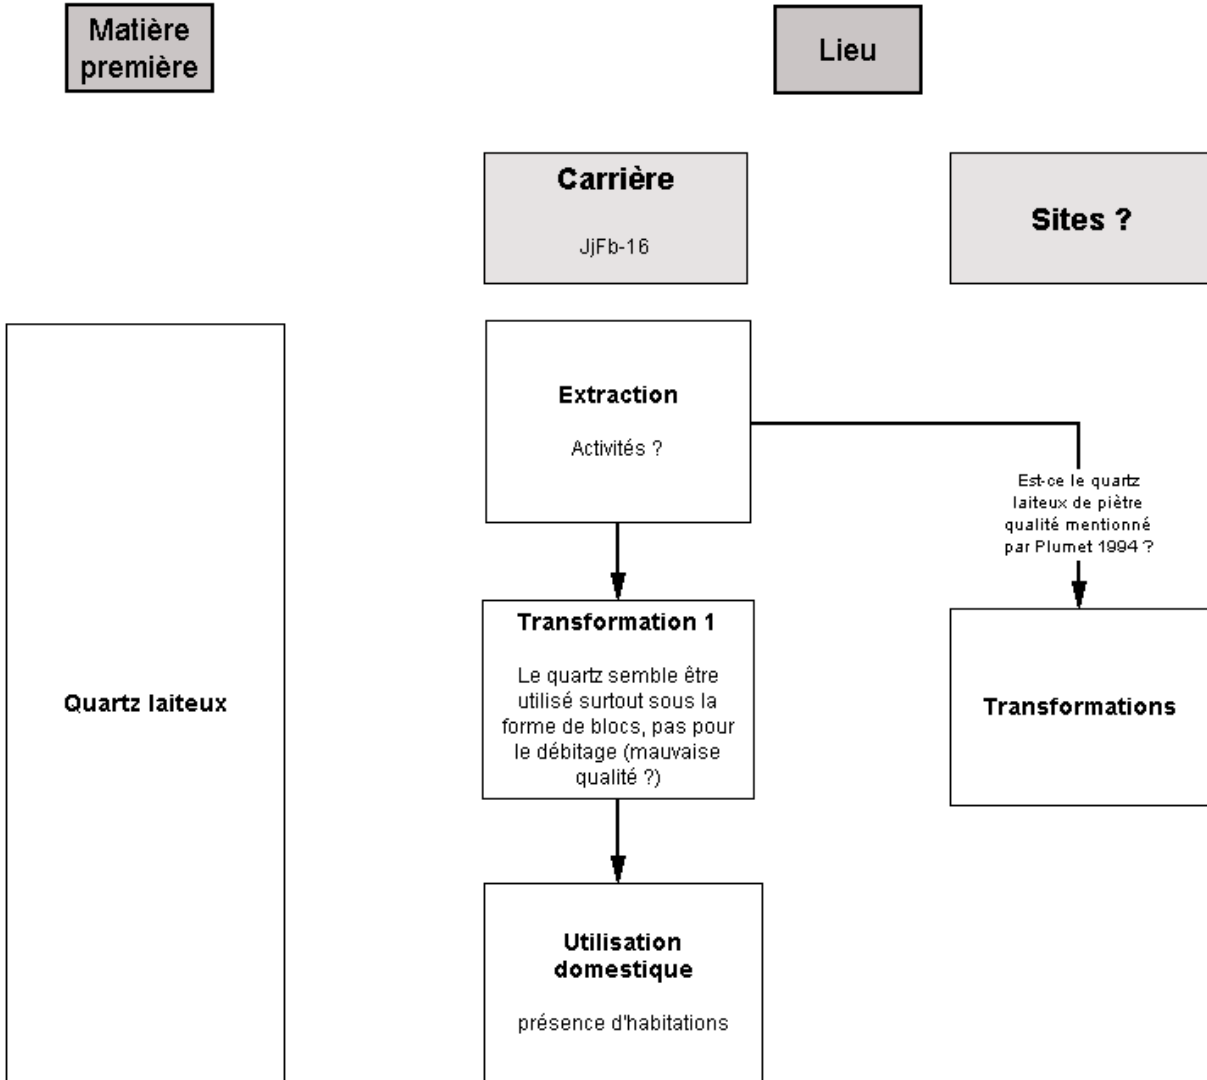 Matière
première
Lieu
Carrière
JjFb-16
Sites ?
Extraction
Activités ?
Est-ce le quartz
laiteux de piètre
qualité mentionné
par Plumet 1994 ?
Transformation 1
Le quartz semble être
utilisé surtout sous la
forme de blocs, pas pour
le débitage (mauvaise
qualité ?)
Quartz laiteux
Transformations
Utilisation
domestique
présence d'habitations